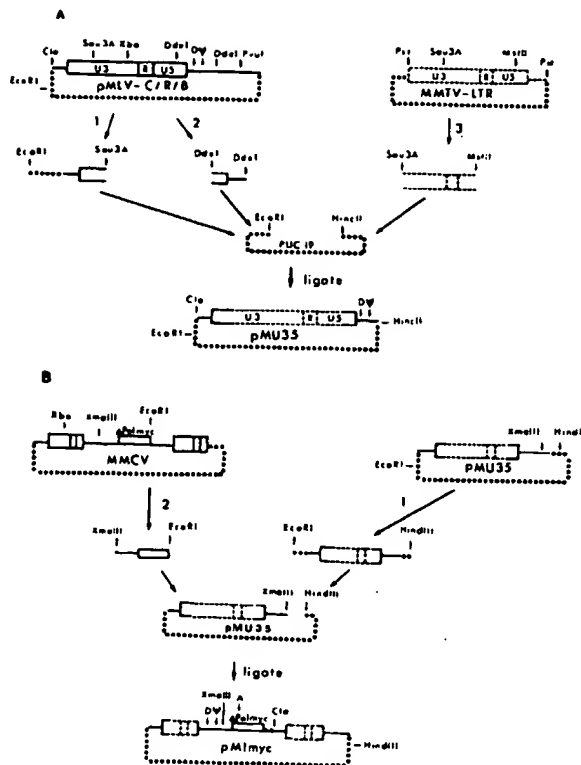 A
Cla Sau3A Xba DdeI D Ψ DdeI PvuI
U3 R U5
EcoRI pMLV-C/R/B
Pst Sau3A MstII Pst
U3 R U5
MMTV-LTR
1 2 3
EcoRI Sau3A
DdeI DdeI
Sau3A MstII
EcoRI HincII
PUC 19
ligate
Cla D Ψ
U3 R U5
EcoRI pMU35 HincII
B
Xba XmaIII EcoRI
MMCV
XmaIII HindIII
EcoRI pMU35
2 1
XmaIII EcoRI
EcoRI HindIII
XmaIII HindIII
pMU35
ligate
D Ψ XmaIII A Cla
pMImyc HindIII